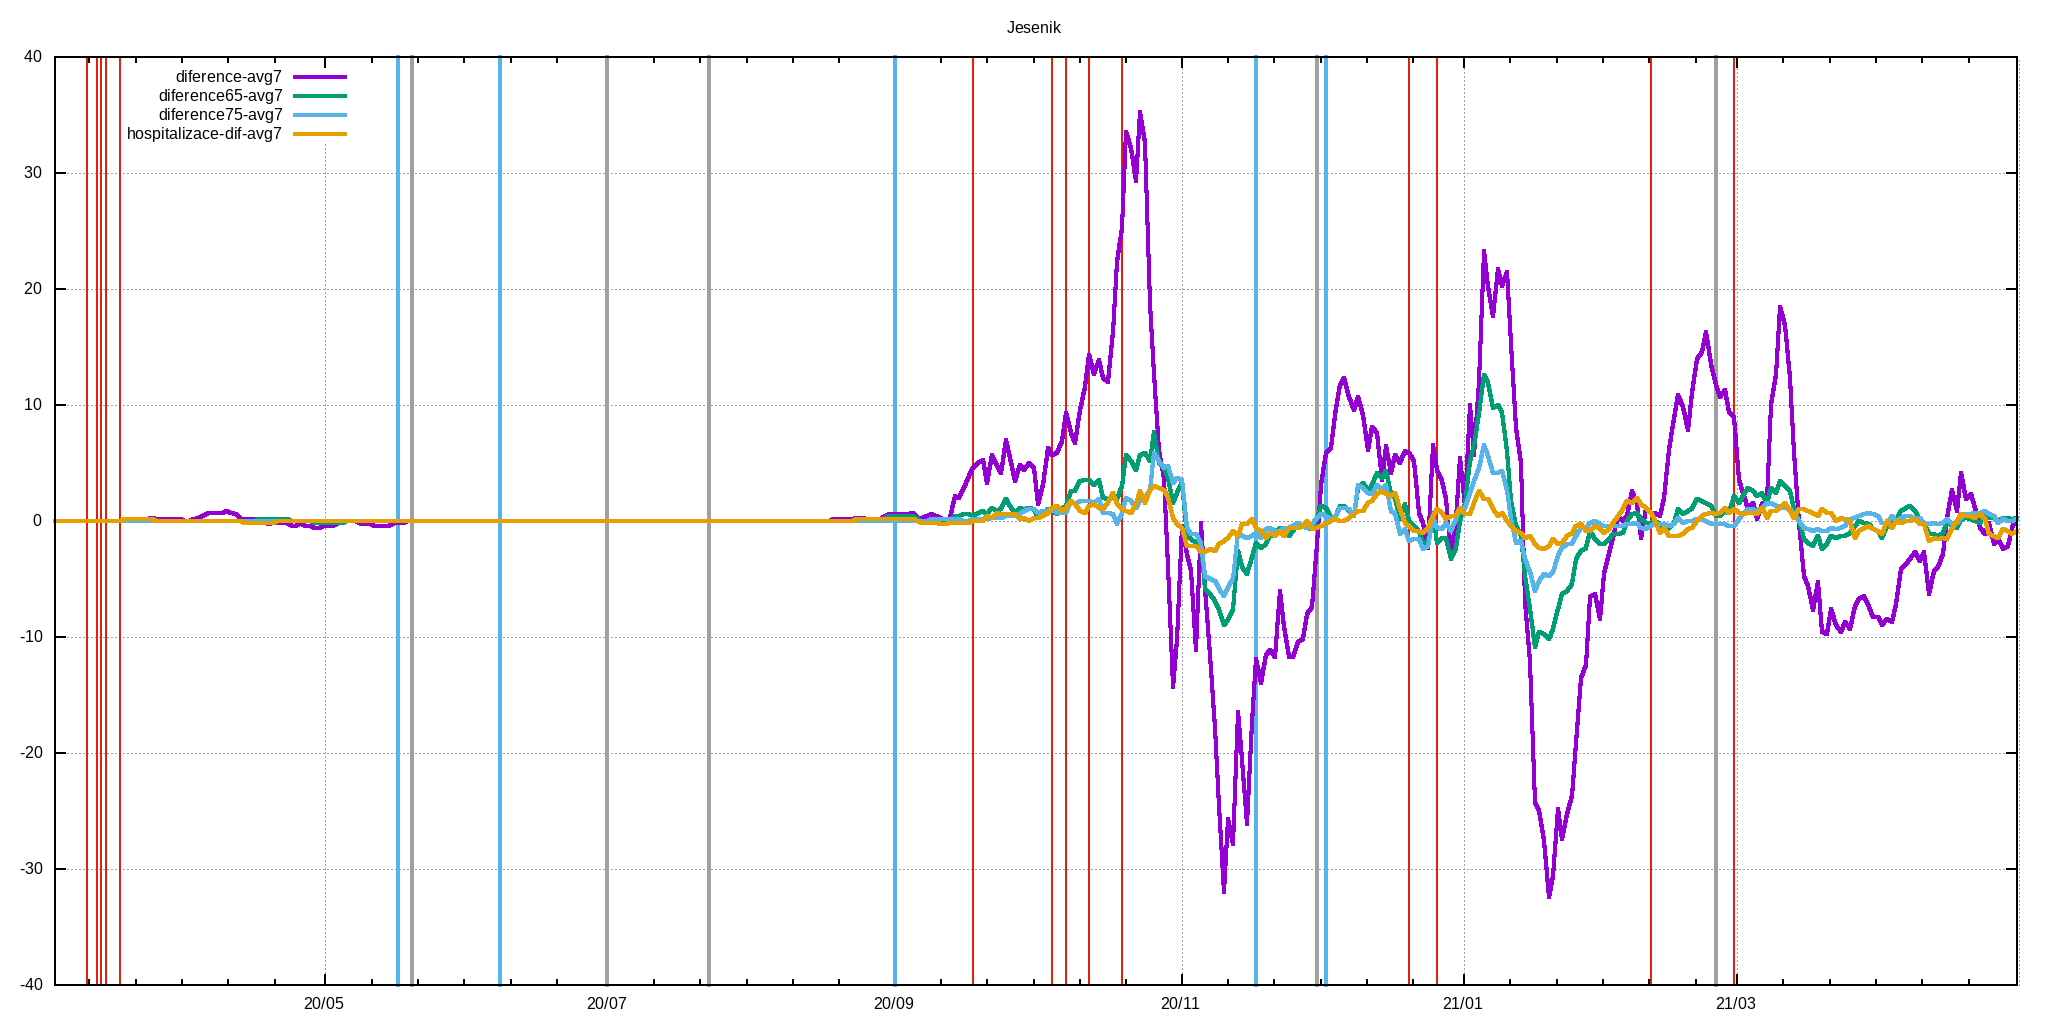 Jesenik
40
diference-avg7
diference65-avg7
diference75-avg7
hospitalizace-dif-avg7
30
20
10
0
-10
-20
-30
-40
20/05 20/07 20/09 20/11 21/01 21/03